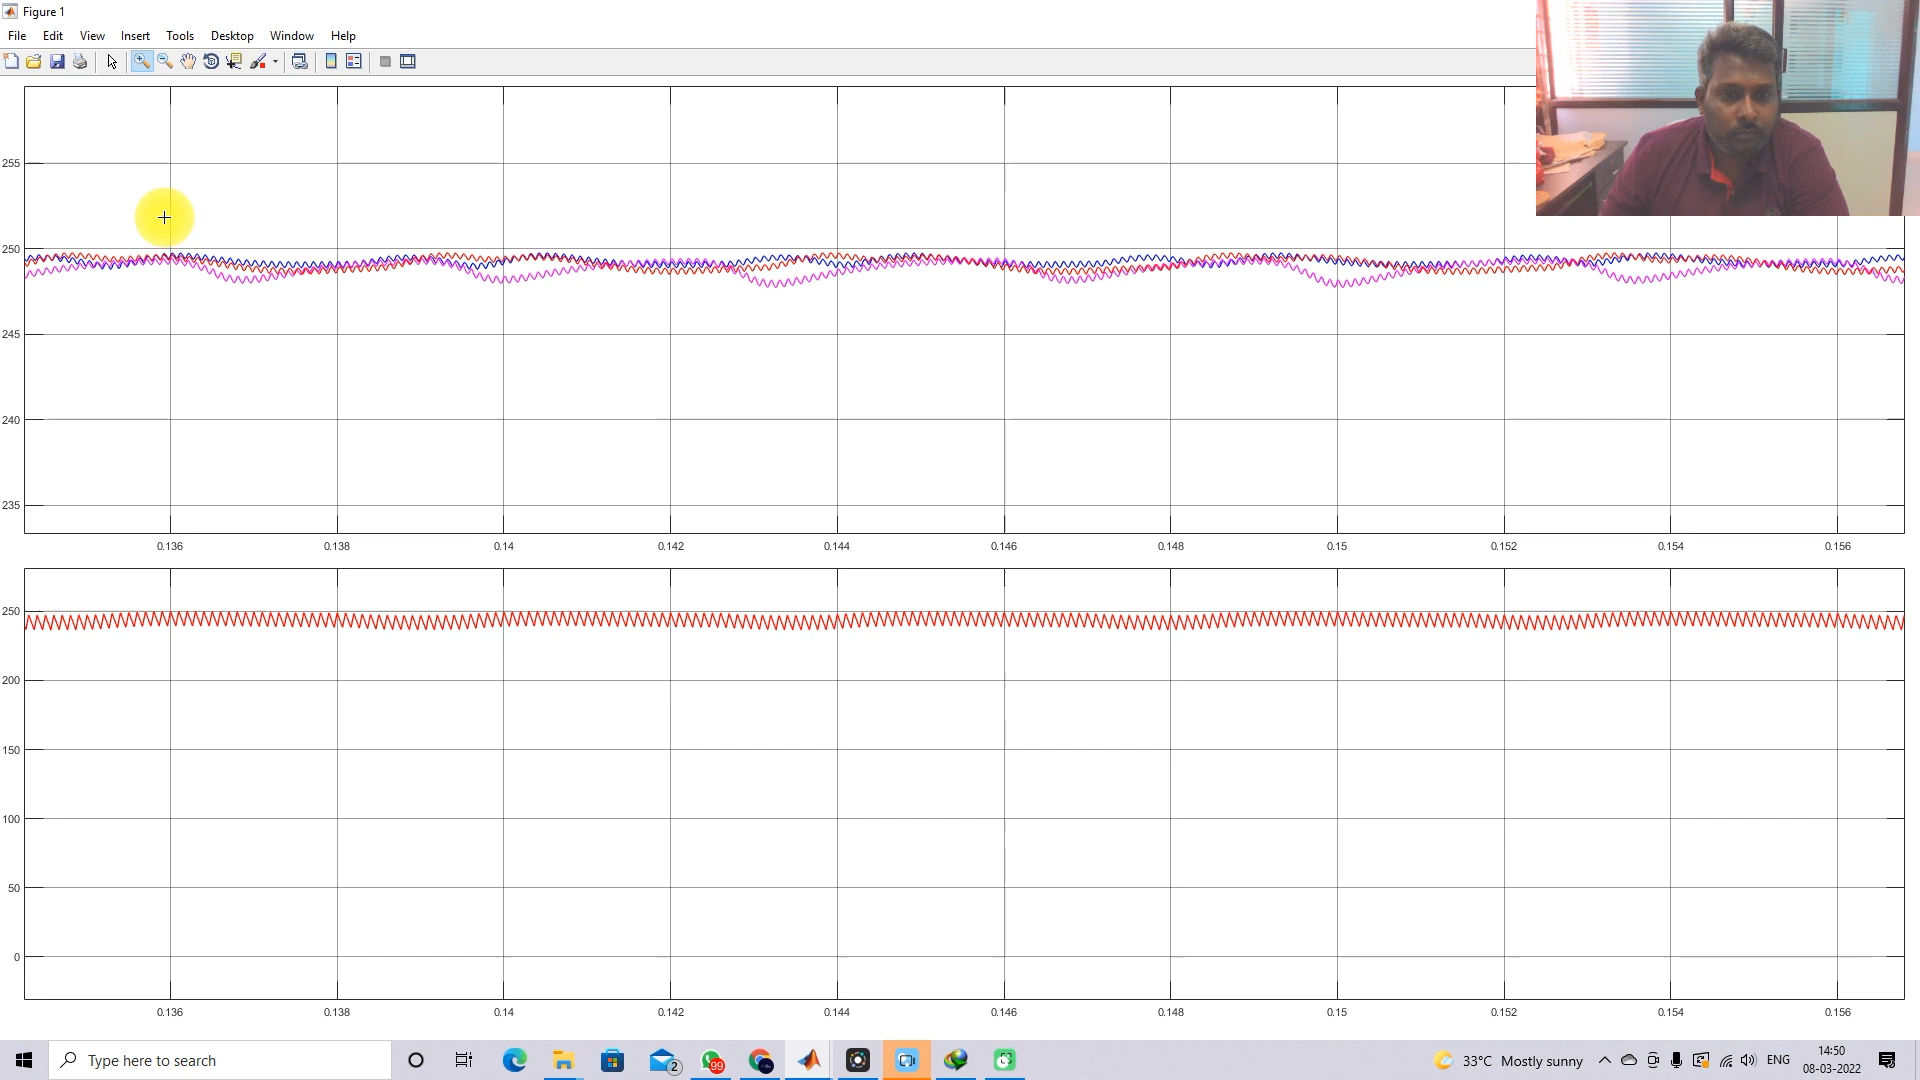 Figure 1
File Edit View Insert Tools Desktop Window Help
255
250
245
240
235
0.136 0.138 0.14 0.142 0.144 0.146 0.148 0.15 0.152 0.154 0.156
250
200
150
100
50
0
0.136 0.138 0.14 0.142 0.144 0.146 0.148 0.15 0.152 0.154 0.156
Type here to search
2
99
33°C Mostly sunny
ENG
14:50
08-03-2022